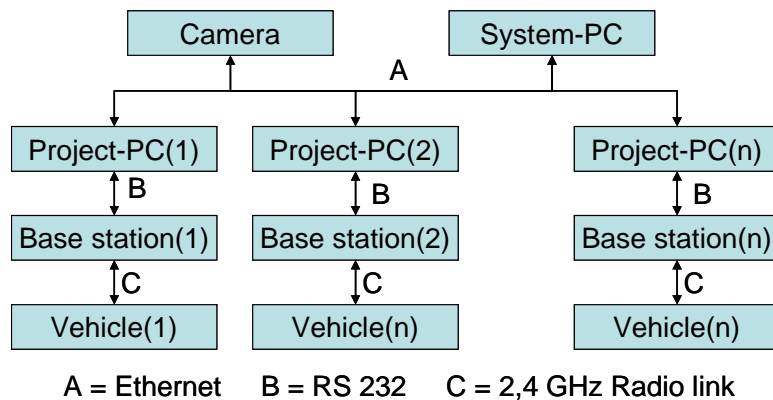 Camera
System-PC
A
Project-PC(1)
Project-PC(2)
Project-PC(n)
B
B
B
Base station(1)
Base station(2)
Base station(n)
C
C
C
Vehicle(1)
Vehicle(n)
Vehicle(n)
A = Ethernet B = RS 232 C = 2,4 GHz Radio link